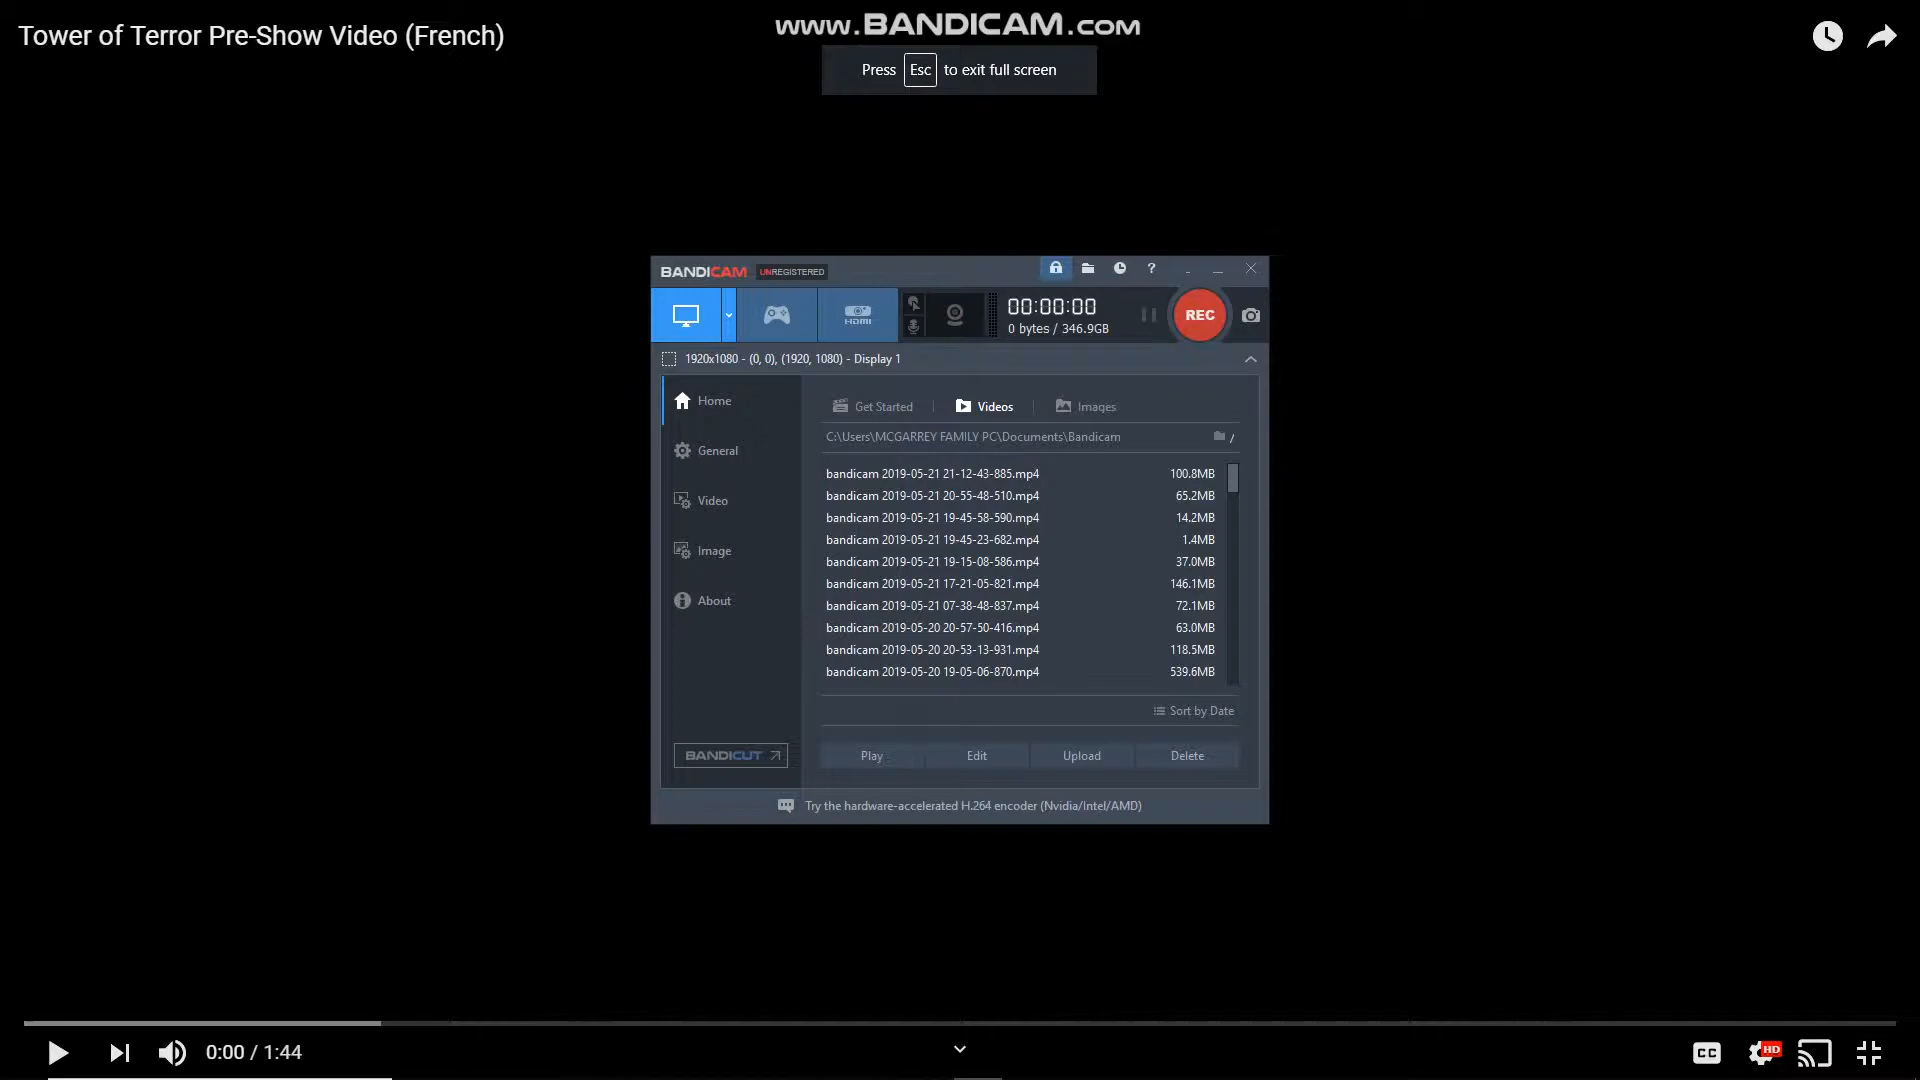 Tower of Terror Pre-Show Video (French)
www.BANDICAM.com
Press Esc to exit full screen
BANDICAM UNREGISTERED
?
HDMI
00:00:00
0 bytes / 346.9GB
REC
1920x1080 - (0, 0), (1920, 1080) - Display 1
Home
General
Video
Image
About
BANDICUT
Get Started
Videos
Images
C:\Users\MCGARREY FAMILY PC\Documents\Bandicam
/
bandicam 2019-05-21 21-12-43-885.mp4 100.8MB
bandicam 2019-05-21 20-55-48-510.mp4 65.2MB
bandicam 2019-05-21 19-45-58-590.mp4 14.2MB
bandicam 2019-05-21 19-45-23-682.mp4 1.4MB
bandicam 2019-05-21 19-15-08-586.mp4 37.0MB
bandicam 2019-05-21 17-21-05-821.mp4 146.1MB
bandicam 2019-05-21 07-38-48-837.mp4 72.1MB
bandicam 2019-05-20 20-57-50-416.mp4 63.0MB
bandicam 2019-05-20 20-53-13-931.mp4 118.5MB
bandicam 2019-05-20 19-05-06-870.mp4 539.6MB
Sort by Date
Play Edit Upload Delete
Try the hardware-accelerated H.264 encoder (Nvidia/Intel/AMD)
0:00 / 1:44
CC
HD